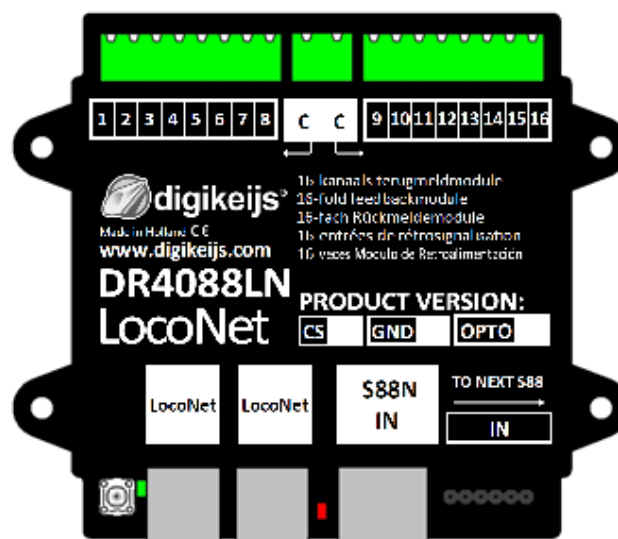 1 2 3 4 5 6 7 8 C C 9 10 11 12 13 14 15 16
digikeijs®
Made in Holland CE
www.digikeijs.com
DR4088LN
LocoNet
16-kanaals terugmeldmodule
16-fold feedbackmodule
16-fach Rückmeldemodule
16 entrées de rétrosignalisation
16 veces Modulo de Retroalimentación
PRODUCT VERSION:
CS GND OPTO
LocoNet LocoNet
S88N
IN
TO NEXT S88
IN